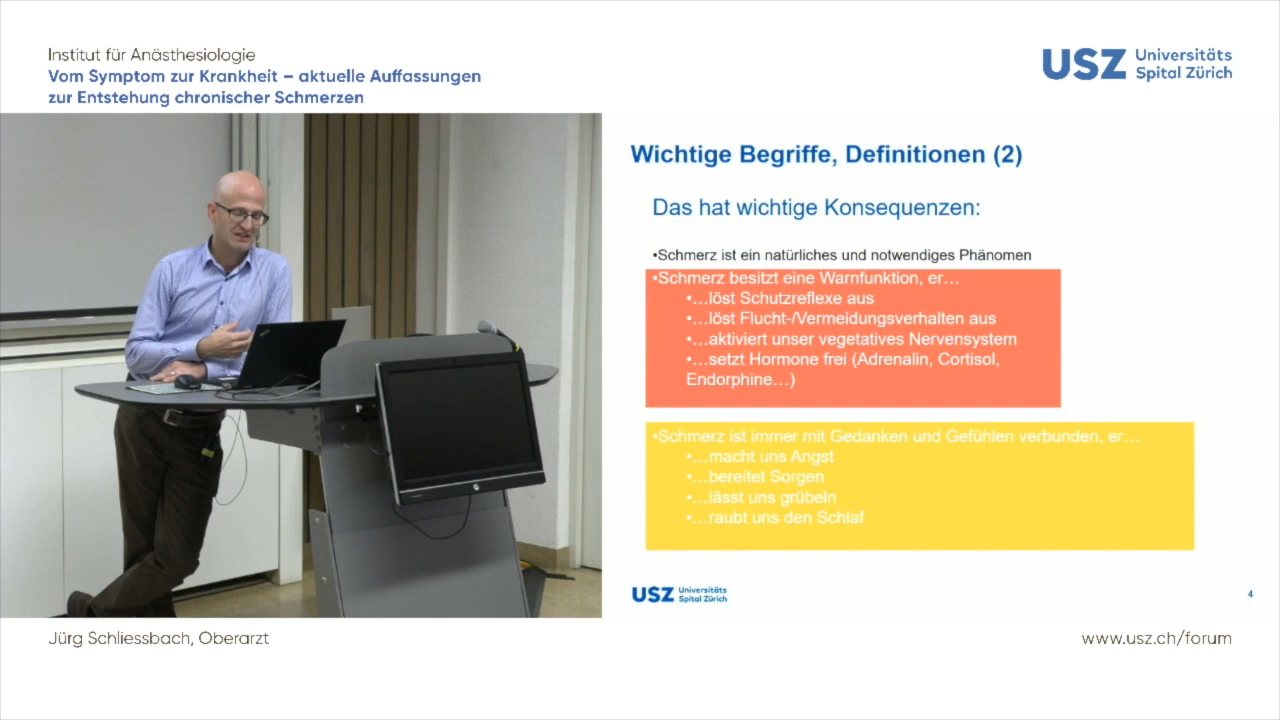 Institut für Anästhesiologie
Vom Symptom zur Krankheit – aktuelle Auffassungen
zur Entstehung chronischer Schmerzen
USZ Universitäts
Spital Zürich
Wichtige Begriffe, Definitionen (2)
Das hat wichtige Konsequenzen:
•Schmerz ist ein natürliches und notwendiges Phänomen
•Schmerz besitzt eine Warnfunktion, er…
•…löst Schutzreflexe aus
•…löst Flucht-/Vermeidungsverhalten aus
•…aktiviert unser vegetatives Nervensystem
•…setzt Hormone frei (Adrenalin, Cortisol,
Endorphine…)
•Schmerz ist immer mit Gedanken und Gefühlen verbunden, er…
•…macht uns Angst
•…bereitet Sorgen
•…lässt uns grübeln
•…raubt uns den Schlaf
USZ Universitäts
Spital Zürich
4
Jürg Schliessbach, Oberarzt
www.usz.ch/forum